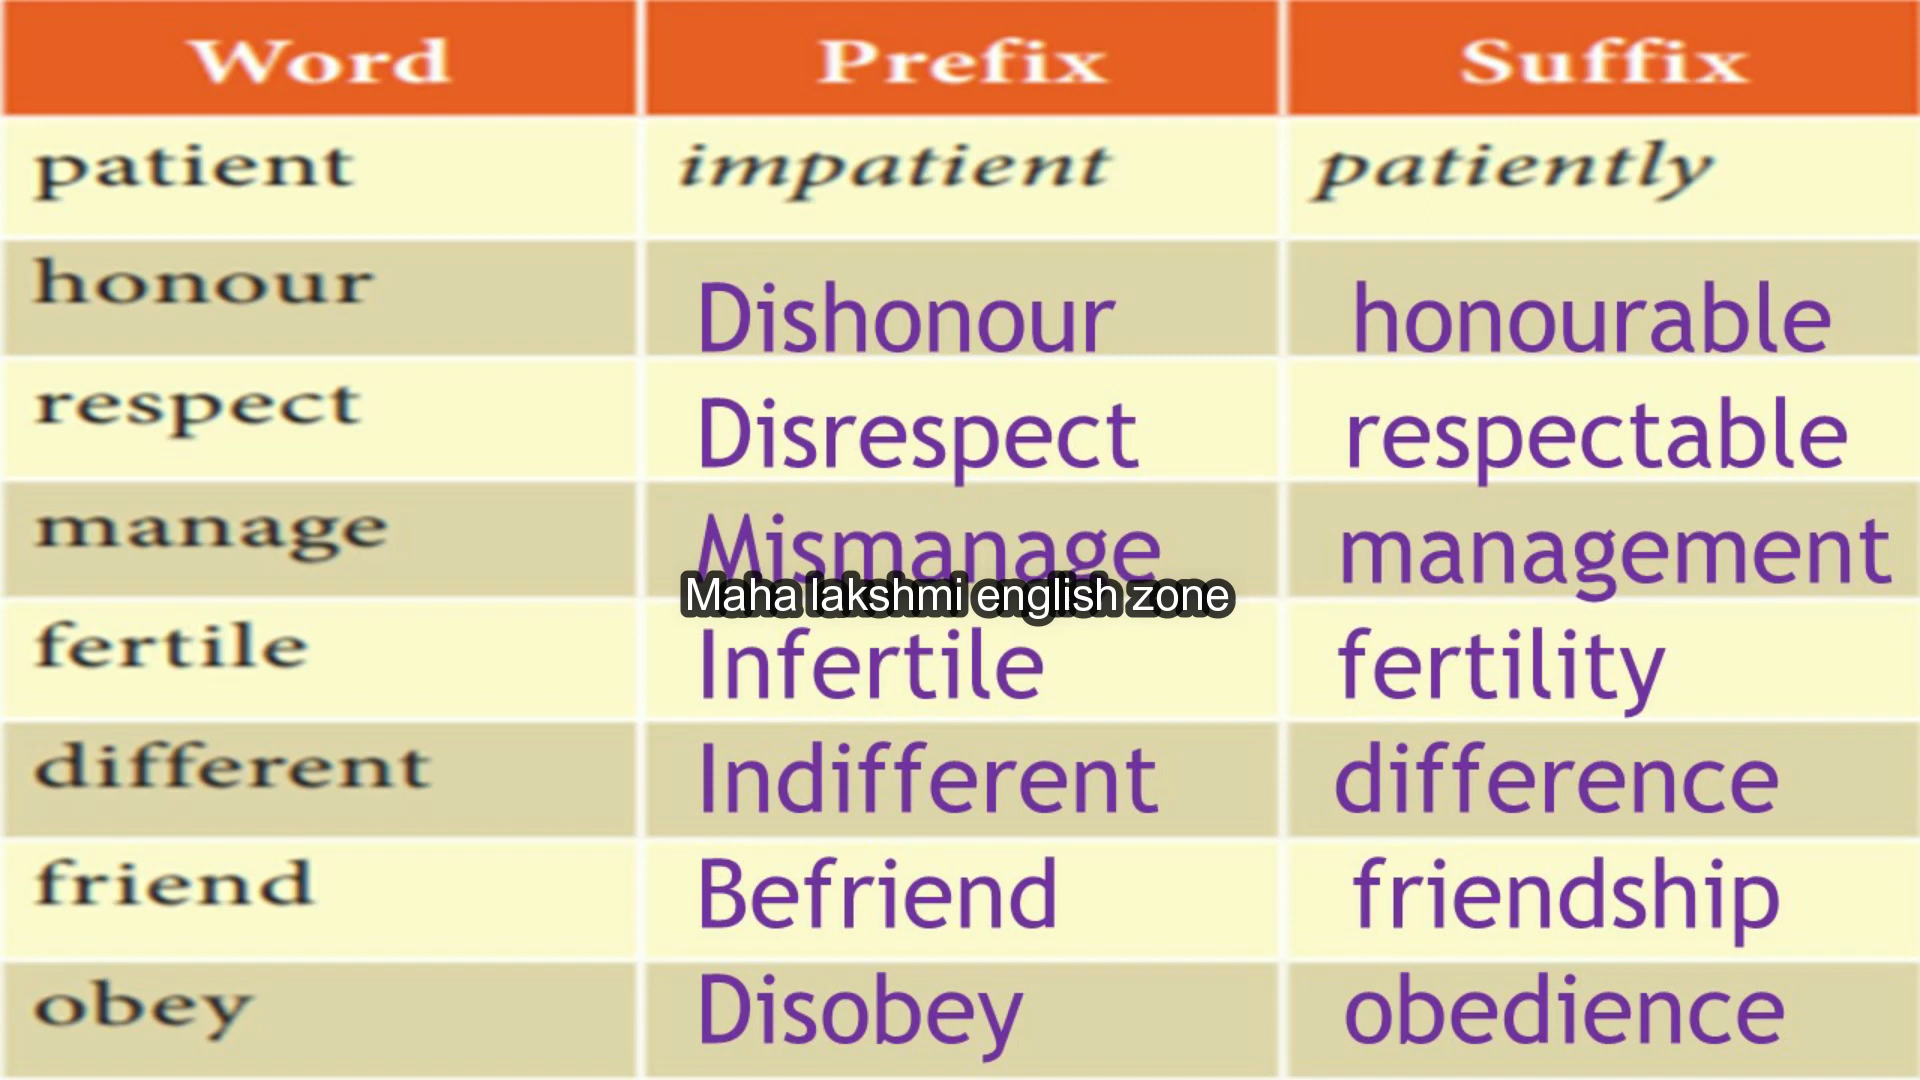 Word Prefix Suffix
patient impatient patiently
honour Dishonour honourable
respect Disrespect respectable
manage Mismanage management
Maha lakshmi english zone
fertile Infertile fertility
different Indifferent difference
friend Befriend friendship
obey Disobey obedience